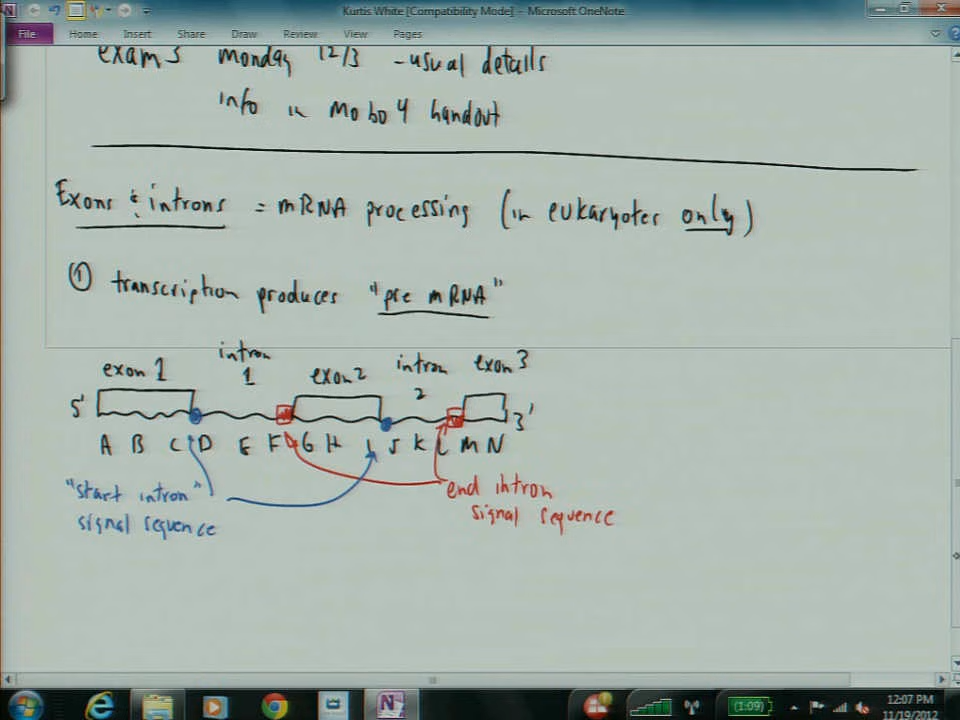 Kurtis White [Compatibility Mode] - Microsoft OneNote
File Home Insert Share Draw Review View Pages
exam 3 monday 12/3 - usual details
info in Mobo 4 handout
Exons & introns = mRNA processing (in eukaryotes only)
① transcription produces "pre mRNA"
exon 1 intron 1 exon 2 intron 2 exon 3
5' 3'
A B C D E F G H I J K L M N
"start intron"
signal sequence
end intron
signal sequence
(1:09) 12:07 PM
11/19/2012